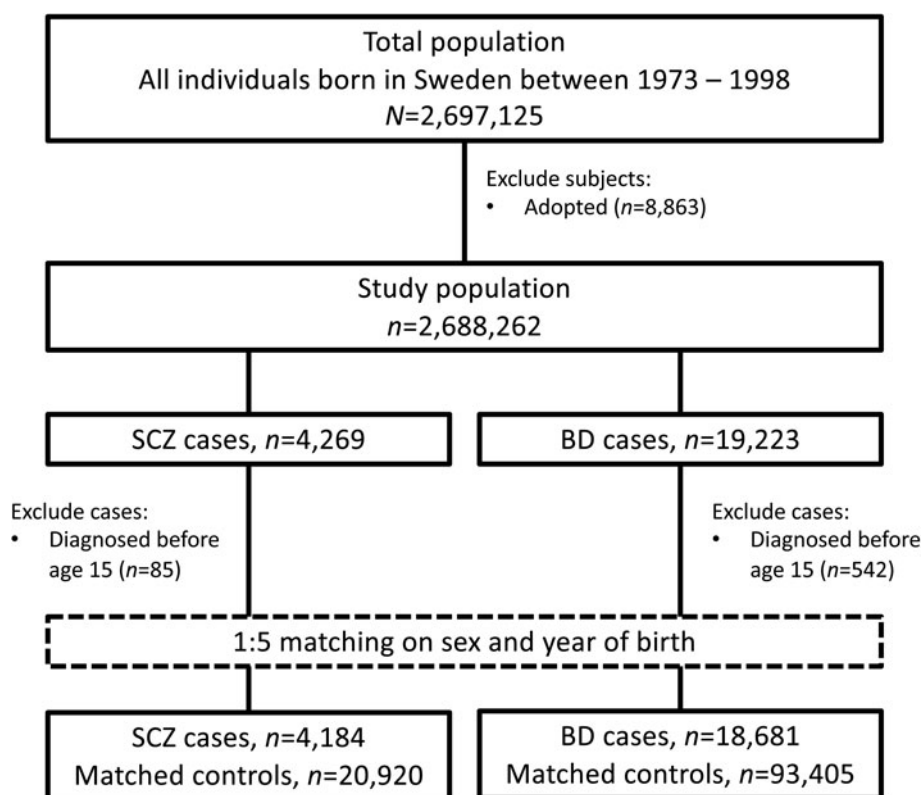 Total population
All individuals born in Sweden between 1973 – 1998
N=2,697,125
Exclude subjects:
• Adopted (n=8,863)
Study population
n=2,688,262
SCZ cases, n=4,269
BD cases, n=19,223
Exclude cases:
• Diagnosed before
age 15 (n=85)
Exclude cases:
• Diagnosed before
age 15 (n=542)
1:5 matching on sex and year of birth
SCZ cases, n=4,184
Matched controls, n=20,920
BD cases, n=18,681
Matched controls, n=93,405